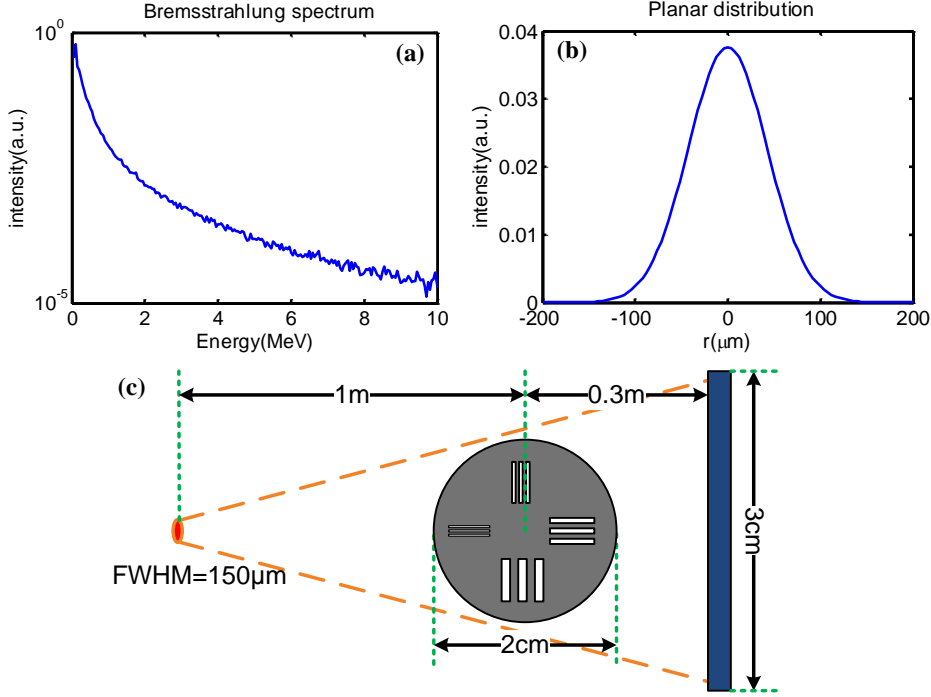 Bremsstrahlung spectrum
10^0
10^-5
intensity(a.u.)
(a)
0 2 4 6 8 10
Energy(MeV)
Planar distribution
0.04
0.03
0.02
0.01
0
intensity(a.u.)
(b)
-200 -100 0 100 200
r(μm)
(c)
1m
0.3m
3cm
FWHM=150μm
2cm